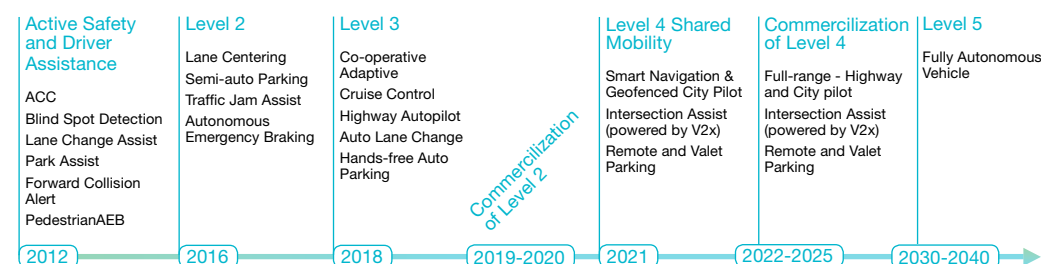 Active Safety
and Driver
Assistance
ACC
Blind Spot Detection
Lane Change Assist
Park Assist
Forward Collision
Alert
PedestrianAEB
2012
Level 2
Lane Centering
Semi-auto Parking
Traffic Jam Assist
Autonomous
Emergency Braking
2016
Level 3
Co-operative
Adaptive
Cruise Control
Highway Autopilot
Auto Lane Change
Hands-free Auto
Parking
2018
Commercilization
of Level 2
2019-2020
Level 4 Shared
Mobility
Smart Navigation &
Geofenced City Pilot
Intersection Assist
(powered by V2x)
Remote and Valet
Parking
2021
Commercilization
of Level 4
Full-range - Highway
and City pilot
Intersection Assist
(powered by V2x)
Remote and Valet
Parking
2022-2025
Level 5
Fully Autonomous
Vehicle
2030-2040